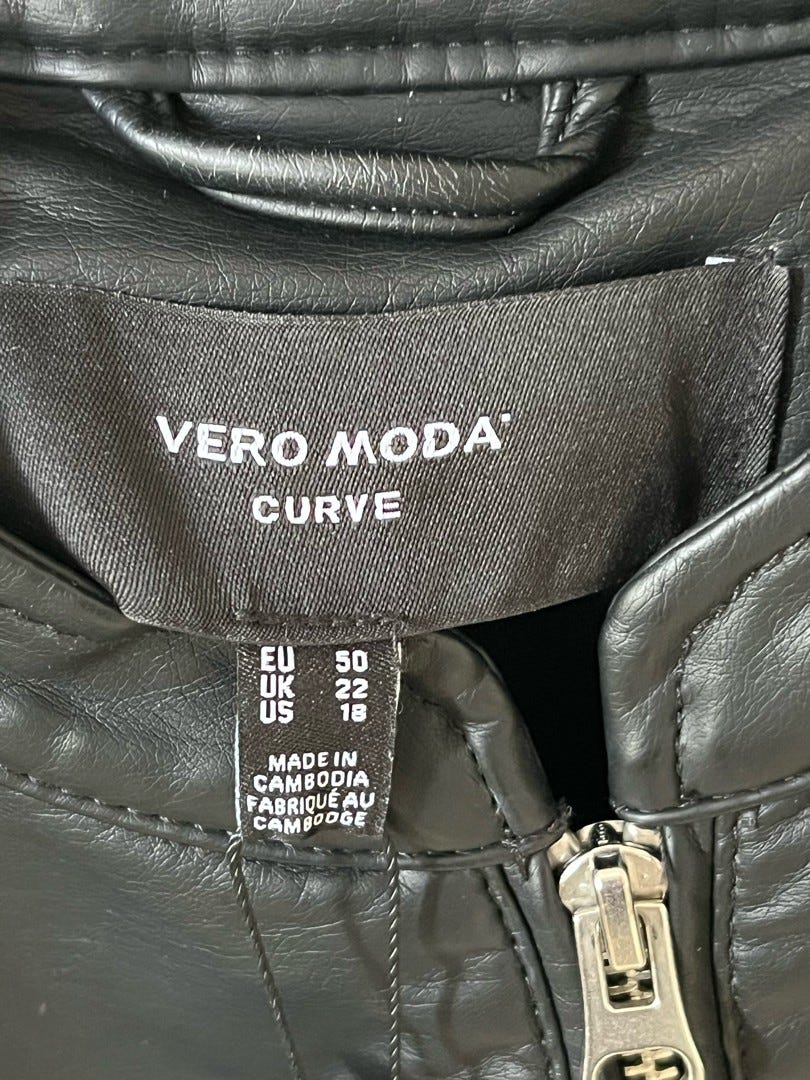 VERO MODA
CURVE
EU 50
UK 22
US 18
MADE IN
CAMBODIA
FABRIQUÉ AU
CAMBODGE